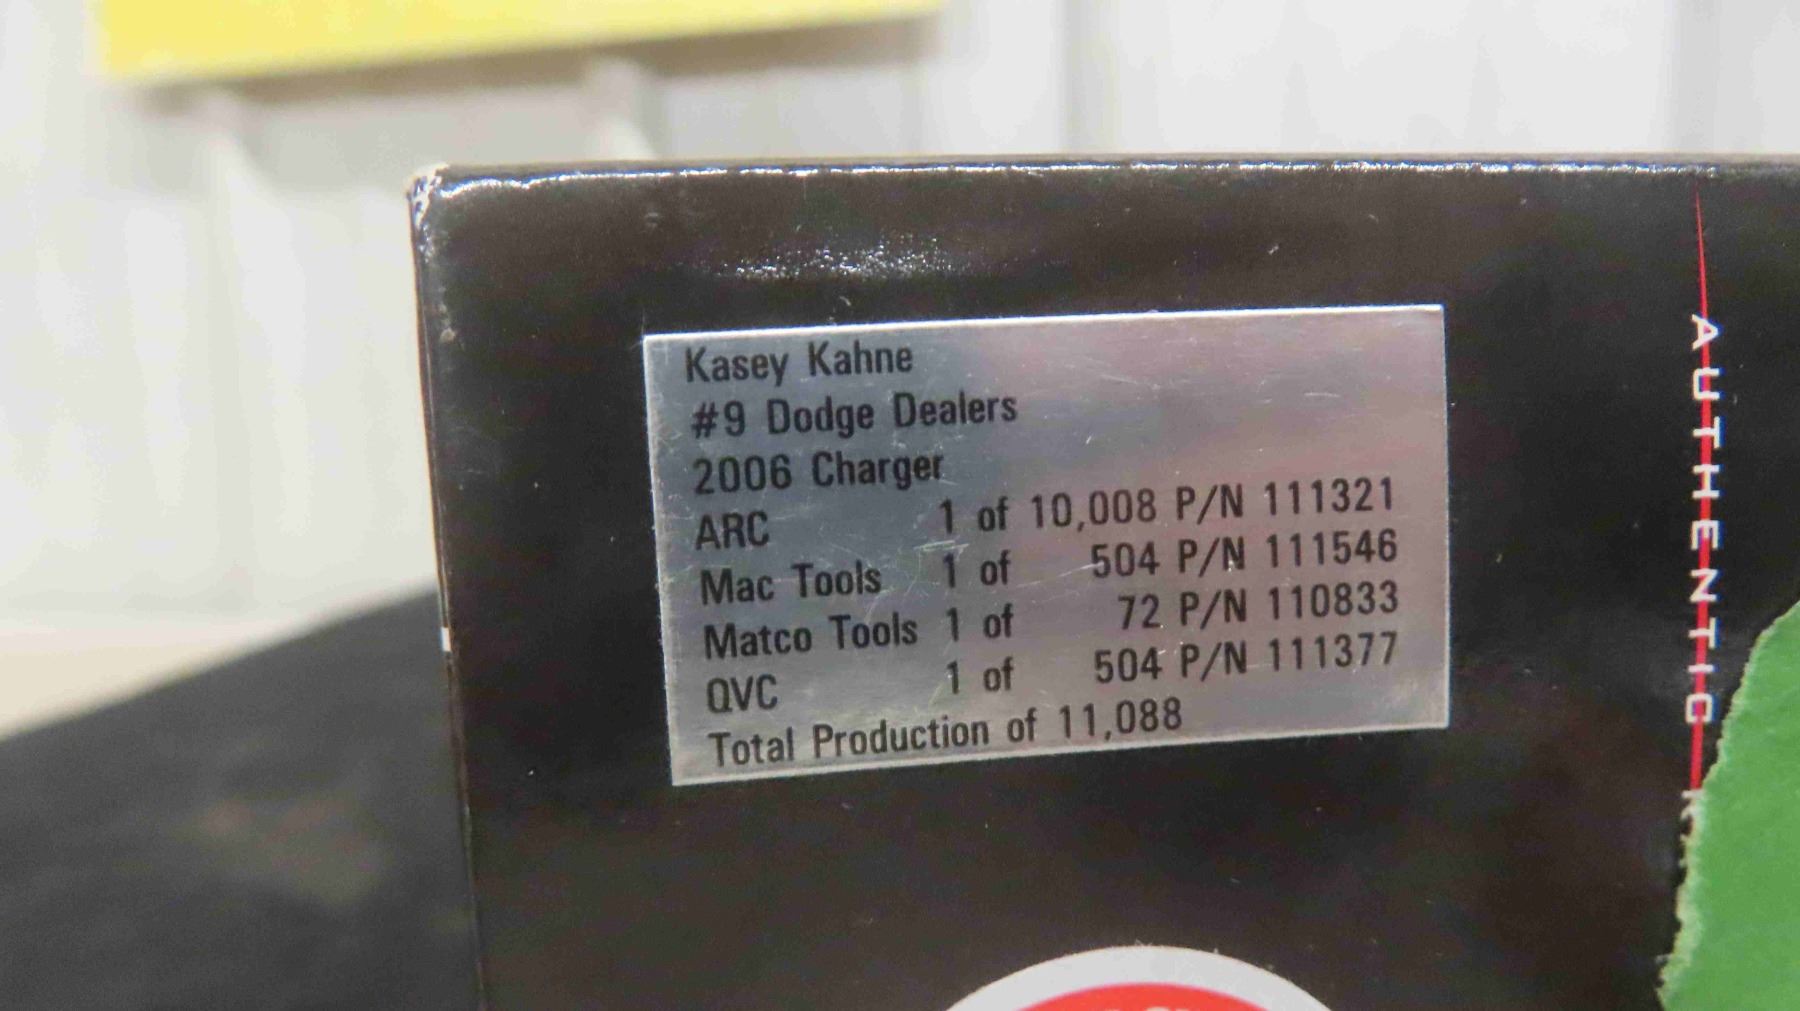 Kasey Kahne
#9 Dodge Dealers
2006 Charger
ARC 1 of 10,008 P/N 111321
Mac Tools 1 of 504 P/N 111546
Matco Tools 1 of 72 P/N 110833
QVC 1 of 504 P/N 111377
Total Production of 11,088
AUTHENTIC